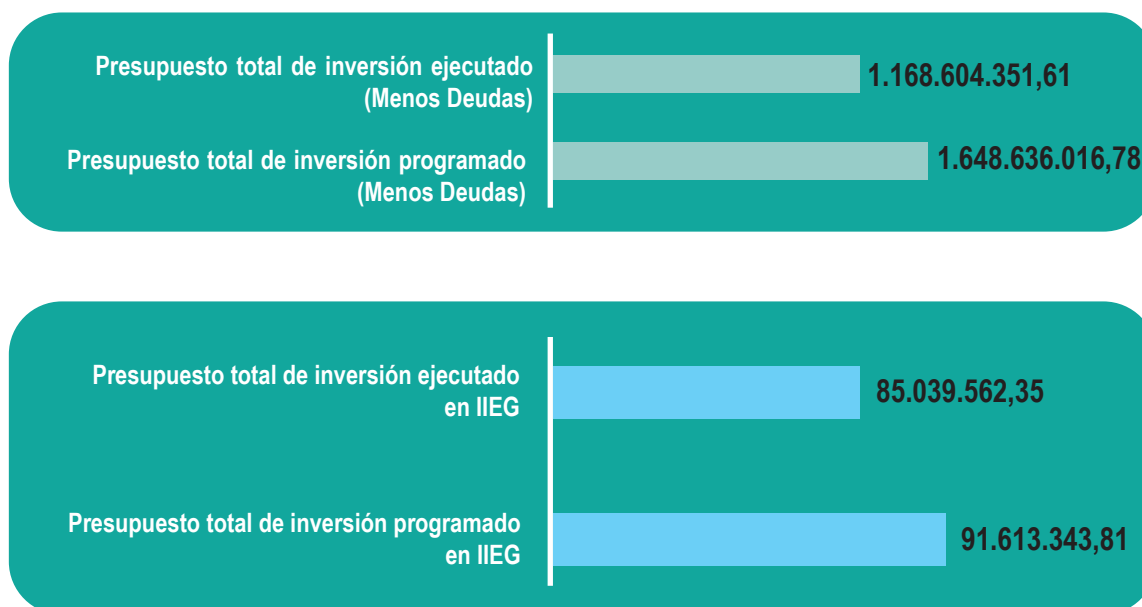 Presupuesto total de inversión ejecutado
(Menos Deudas)
1.168.604.351,61
Presupuesto total de inversión programado
(Menos Deudas)
1.648.636.016,78
Presupuesto total de inversión ejecutado
en IIEG
85.039.562,35
Presupuesto total de inversión programado
en IIEG
91.613.343,81